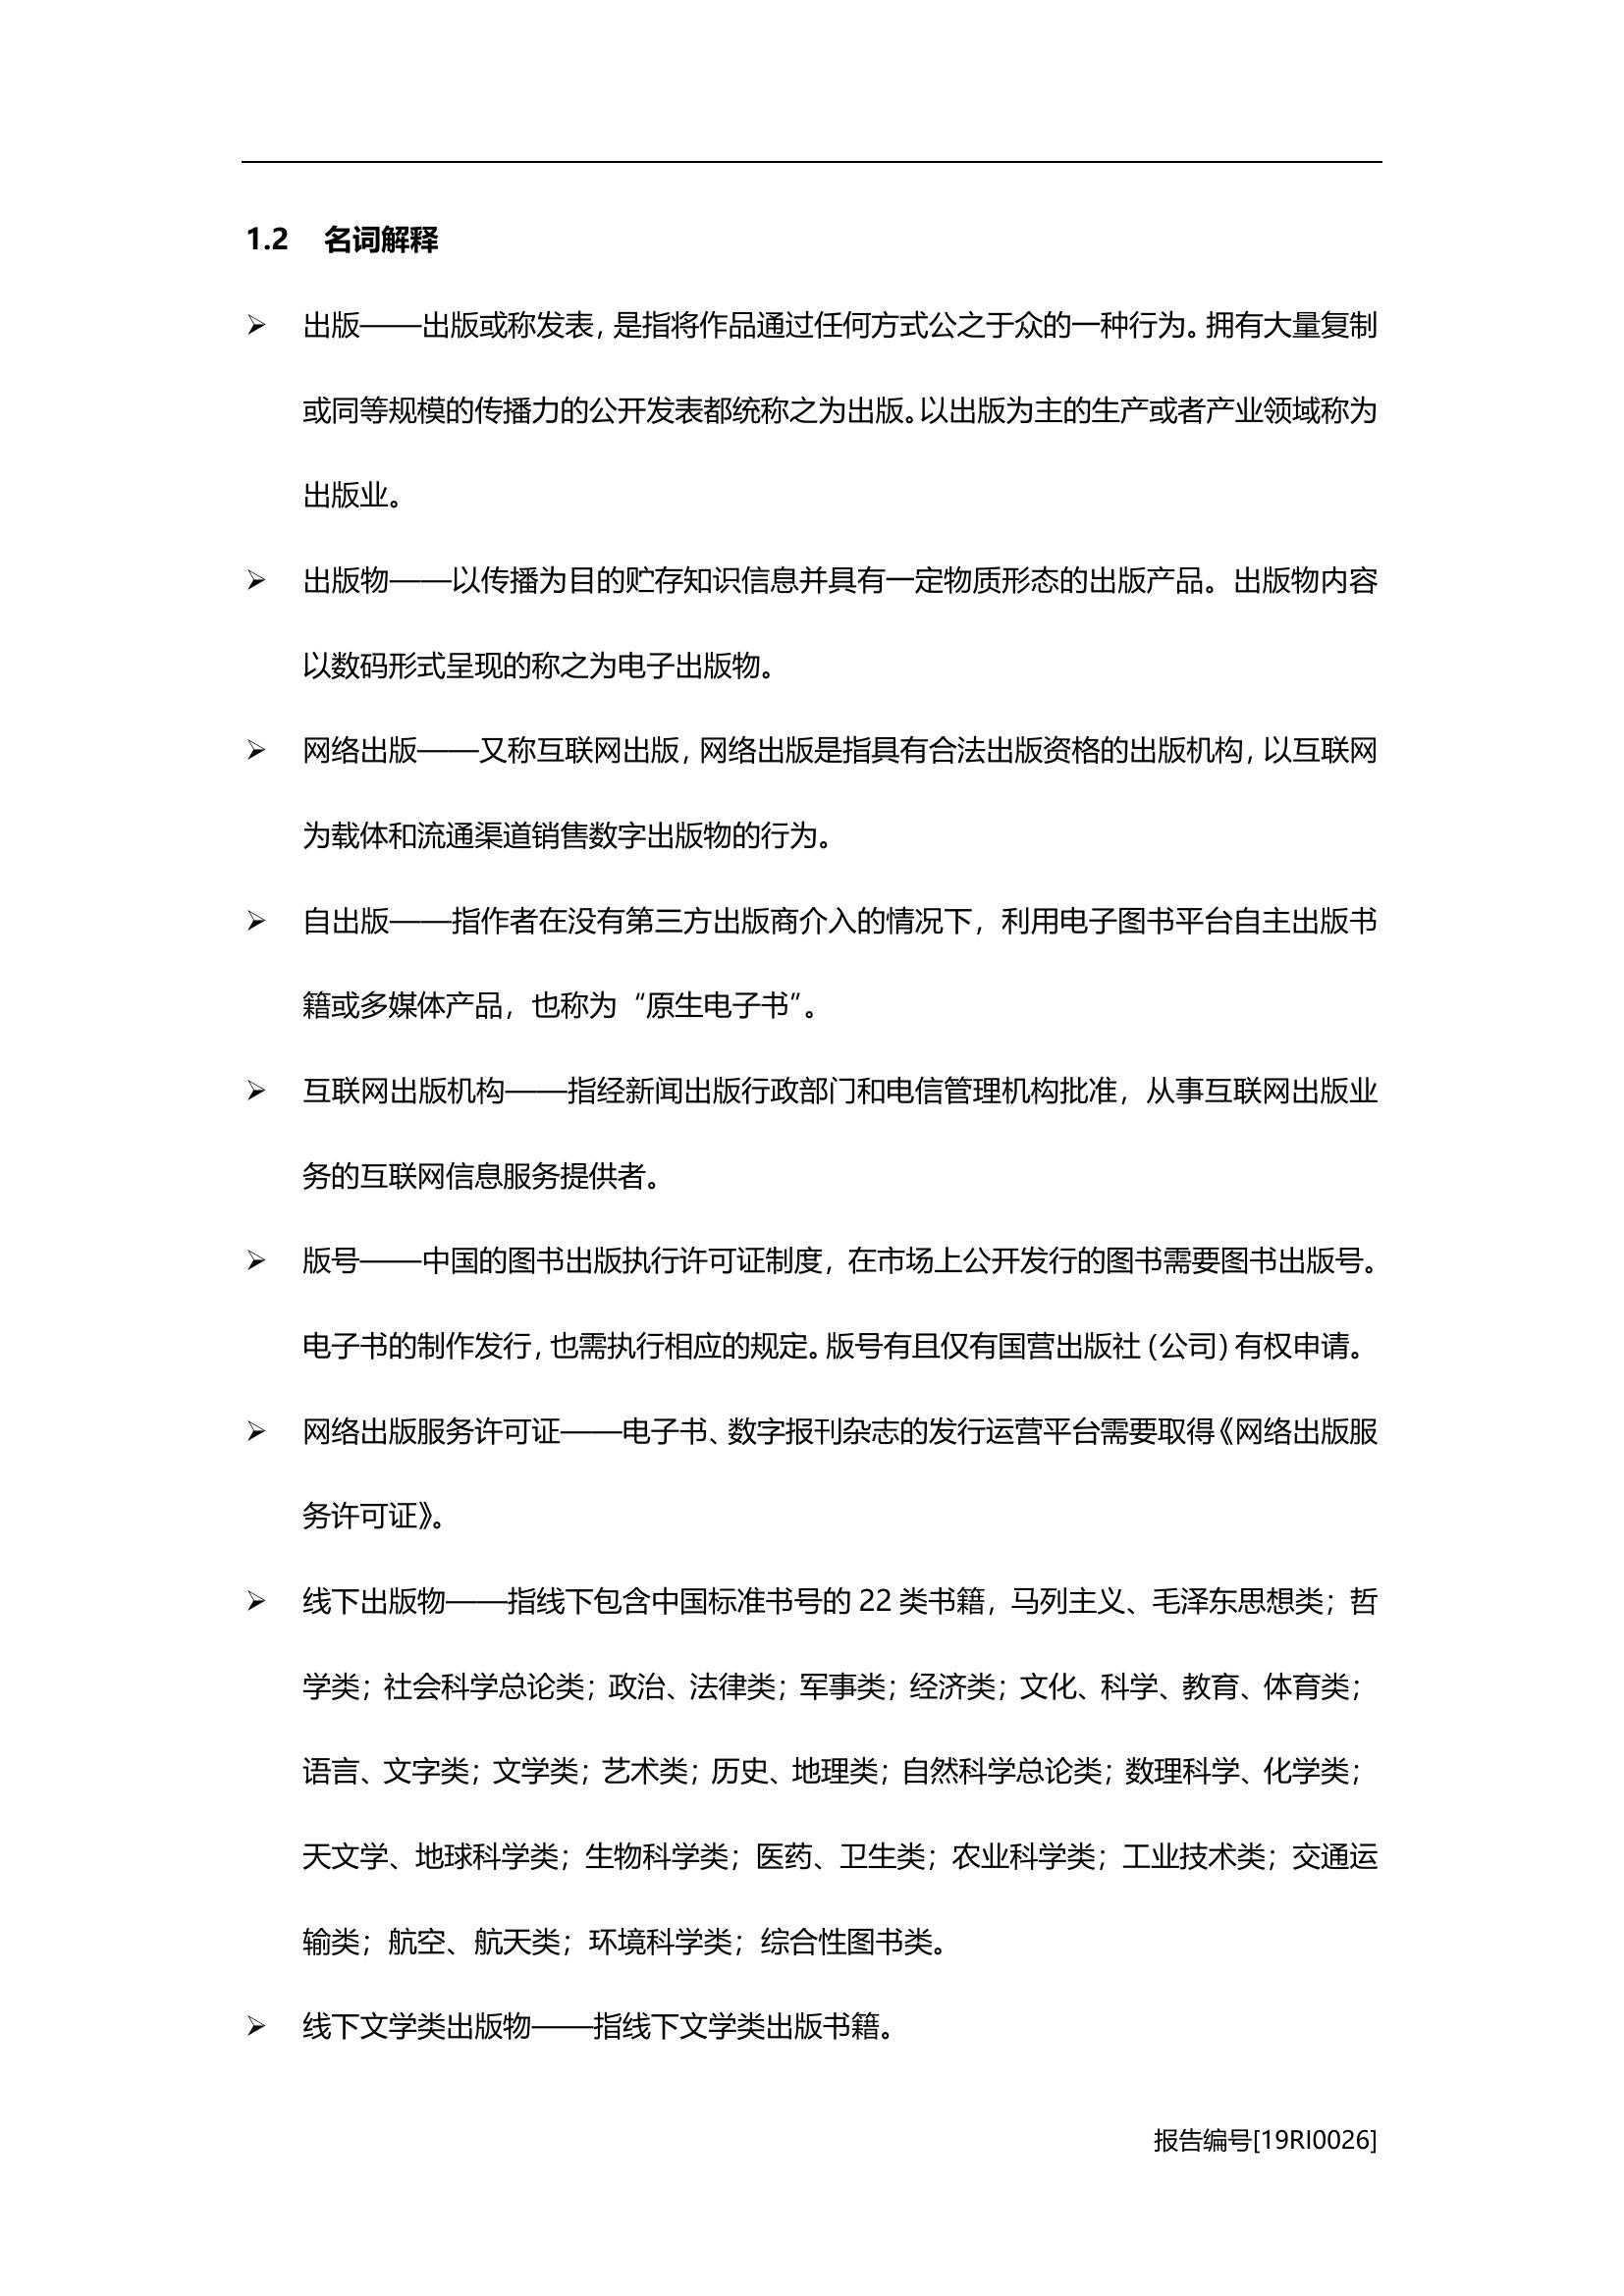 1.2 名词解释
➢ 出版——出版或称发表，是指将作品通过任何方式公之于众的一种行为。拥有大量复制
或同等规模的传播力的公开发表都统称之为出版。以出版为主的生产或者产业领域称为
出版业。
➢ 出版物——以传播为目的贮存知识信息并具有一定物质形态的出版产品。出版物内容
以数码形式呈现的称之为电子出版物。
➢ 网络出版——又称互联网出版，网络出版是指具有合法出版资格的出版机构，以互联网
为载体和流通渠道销售数字出版物的行为。
➢ 自出版——指作者在没有第三方出版商介入的情况下，利用电子图书平台自主出版书
籍或多媒体产品，也称为“原生电子书”。
➢ 互联网出版机构——指经新闻出版行政部门和电信管理机构批准，从事互联网出版业
务的互联网信息服务提供者。
➢ 版号——中国的图书出版执行许可证制度，在市场上公开发行的图书需要图书出版号。
电子书的制作发行，也需执行相应的规定。版号有且仅有国营出版社（公司）有权申请。
➢ 网络出版服务许可证——电子书、数字报刊杂志的发行运营平台需要取得《网络出版服
务许可证》。
➢ 线下出版物——指线下包含中国标准书号的 22 类书籍，马列主义、毛泽东思想类；哲
学类；社会科学总论类；政治、法律类；军事类；经济类；文化、科学、教育、体育类；
语言、文字类；文学类；艺术类；历史、地理类；自然科学总论类；数理科学、化学类；
天文学、地球科学类；生物科学类；医药、卫生类；农业科学类；工业技术类；交通运
输类；航空、航天类；环境科学类；综合性图书类。
➢ 线下文学类出版物——指线下文学类出版书籍。
报告编号[19RI0026]